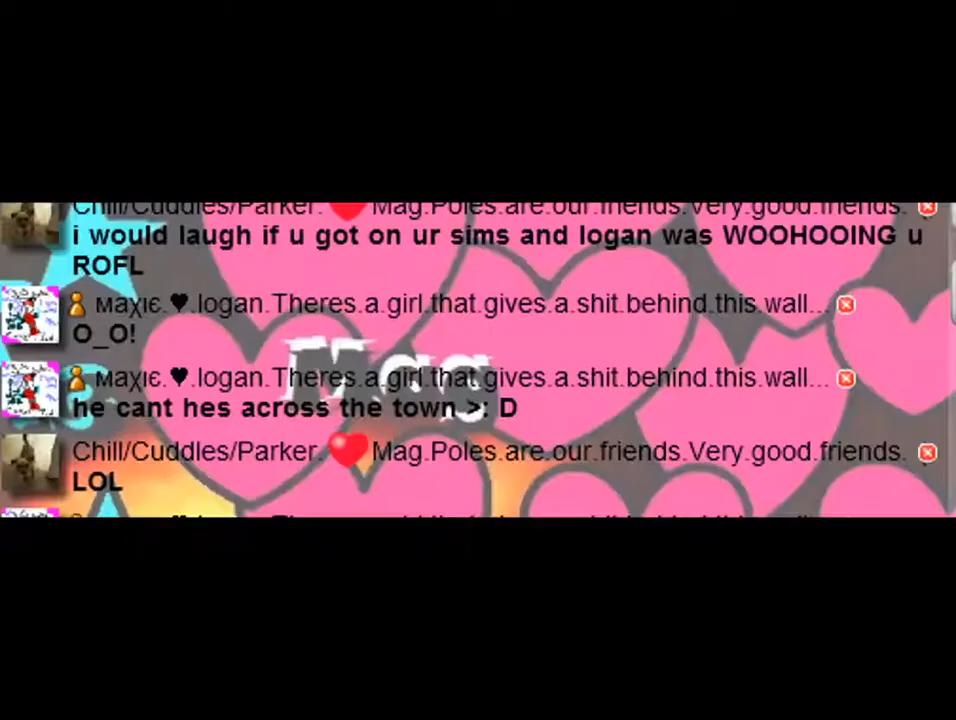 Chill/Cuddles/Parker.❤Mag.Poles.are.our.friends.Very.good.friends.
i would laugh if u got on ur sims and logan was WOOHOOING u
ROFL
мαχιє.♥.logan.Theres.a.girl.that.gives.a.shit.behind.this.wall...
O_O!
мαχιє.♥.logan.Theres.a.girl.that.gives.a.shit.behind.this.wall...
he cant hes across the town >: D
Chill/Cuddles/Parker.❤Mag.Poles.are.our.friends.Very.good.friends.
LOL